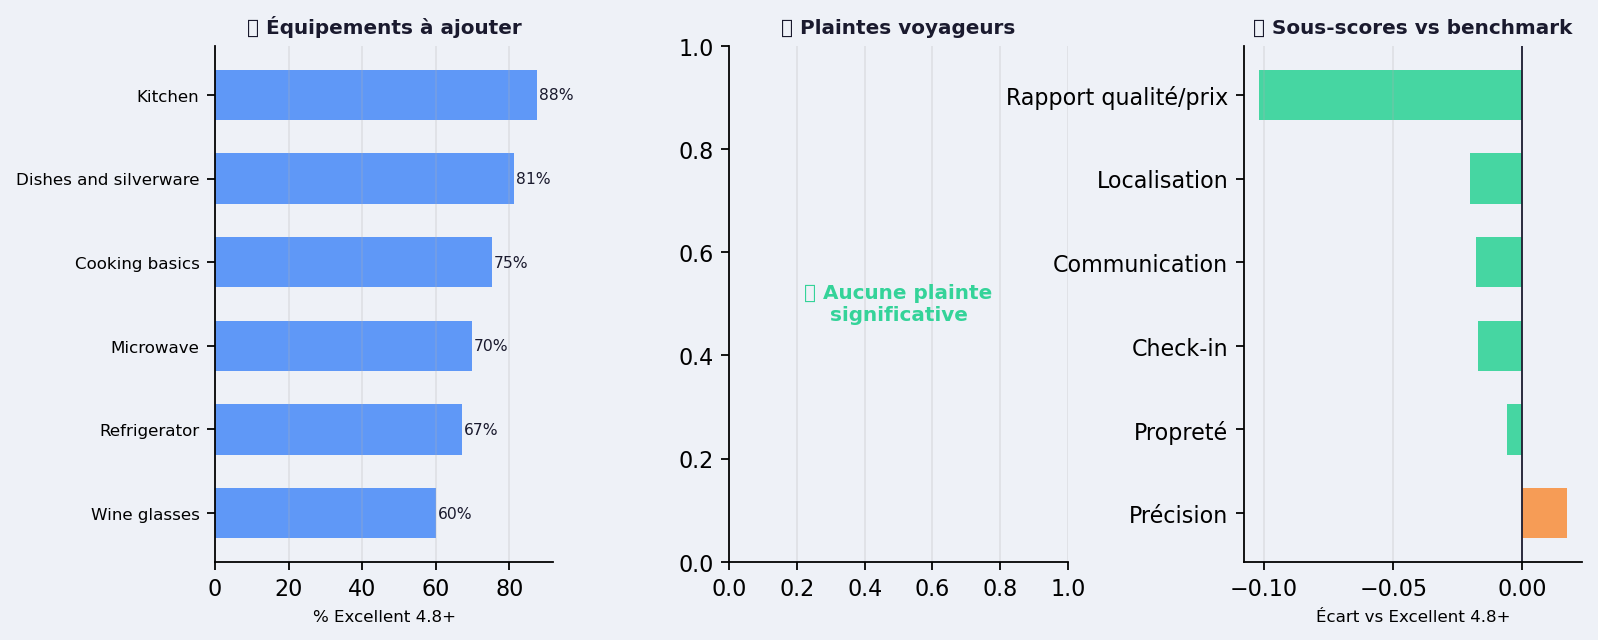 Équipements à ajouter
Kitchen
88%
Dishes and silverware
81%
Cooking basics
75%
Microwave
70%
Refrigerator
67%
Wine glasses
60%
0 20 40 60 80
% Excellent 4.8+
Plaintes voyageurs
1.0
0.8
0.6
0.4
0.2
0.0
Aucune plainte
significative
0.0 0.2 0.4 0.6 0.8 1.0
Sous-scores vs benchmark
Rapport qualité/prix
Localisation
Communication
Check-in
Propreté
Précision
−0.10 −0.05 0.00
Écart vs Excellent 4.8+